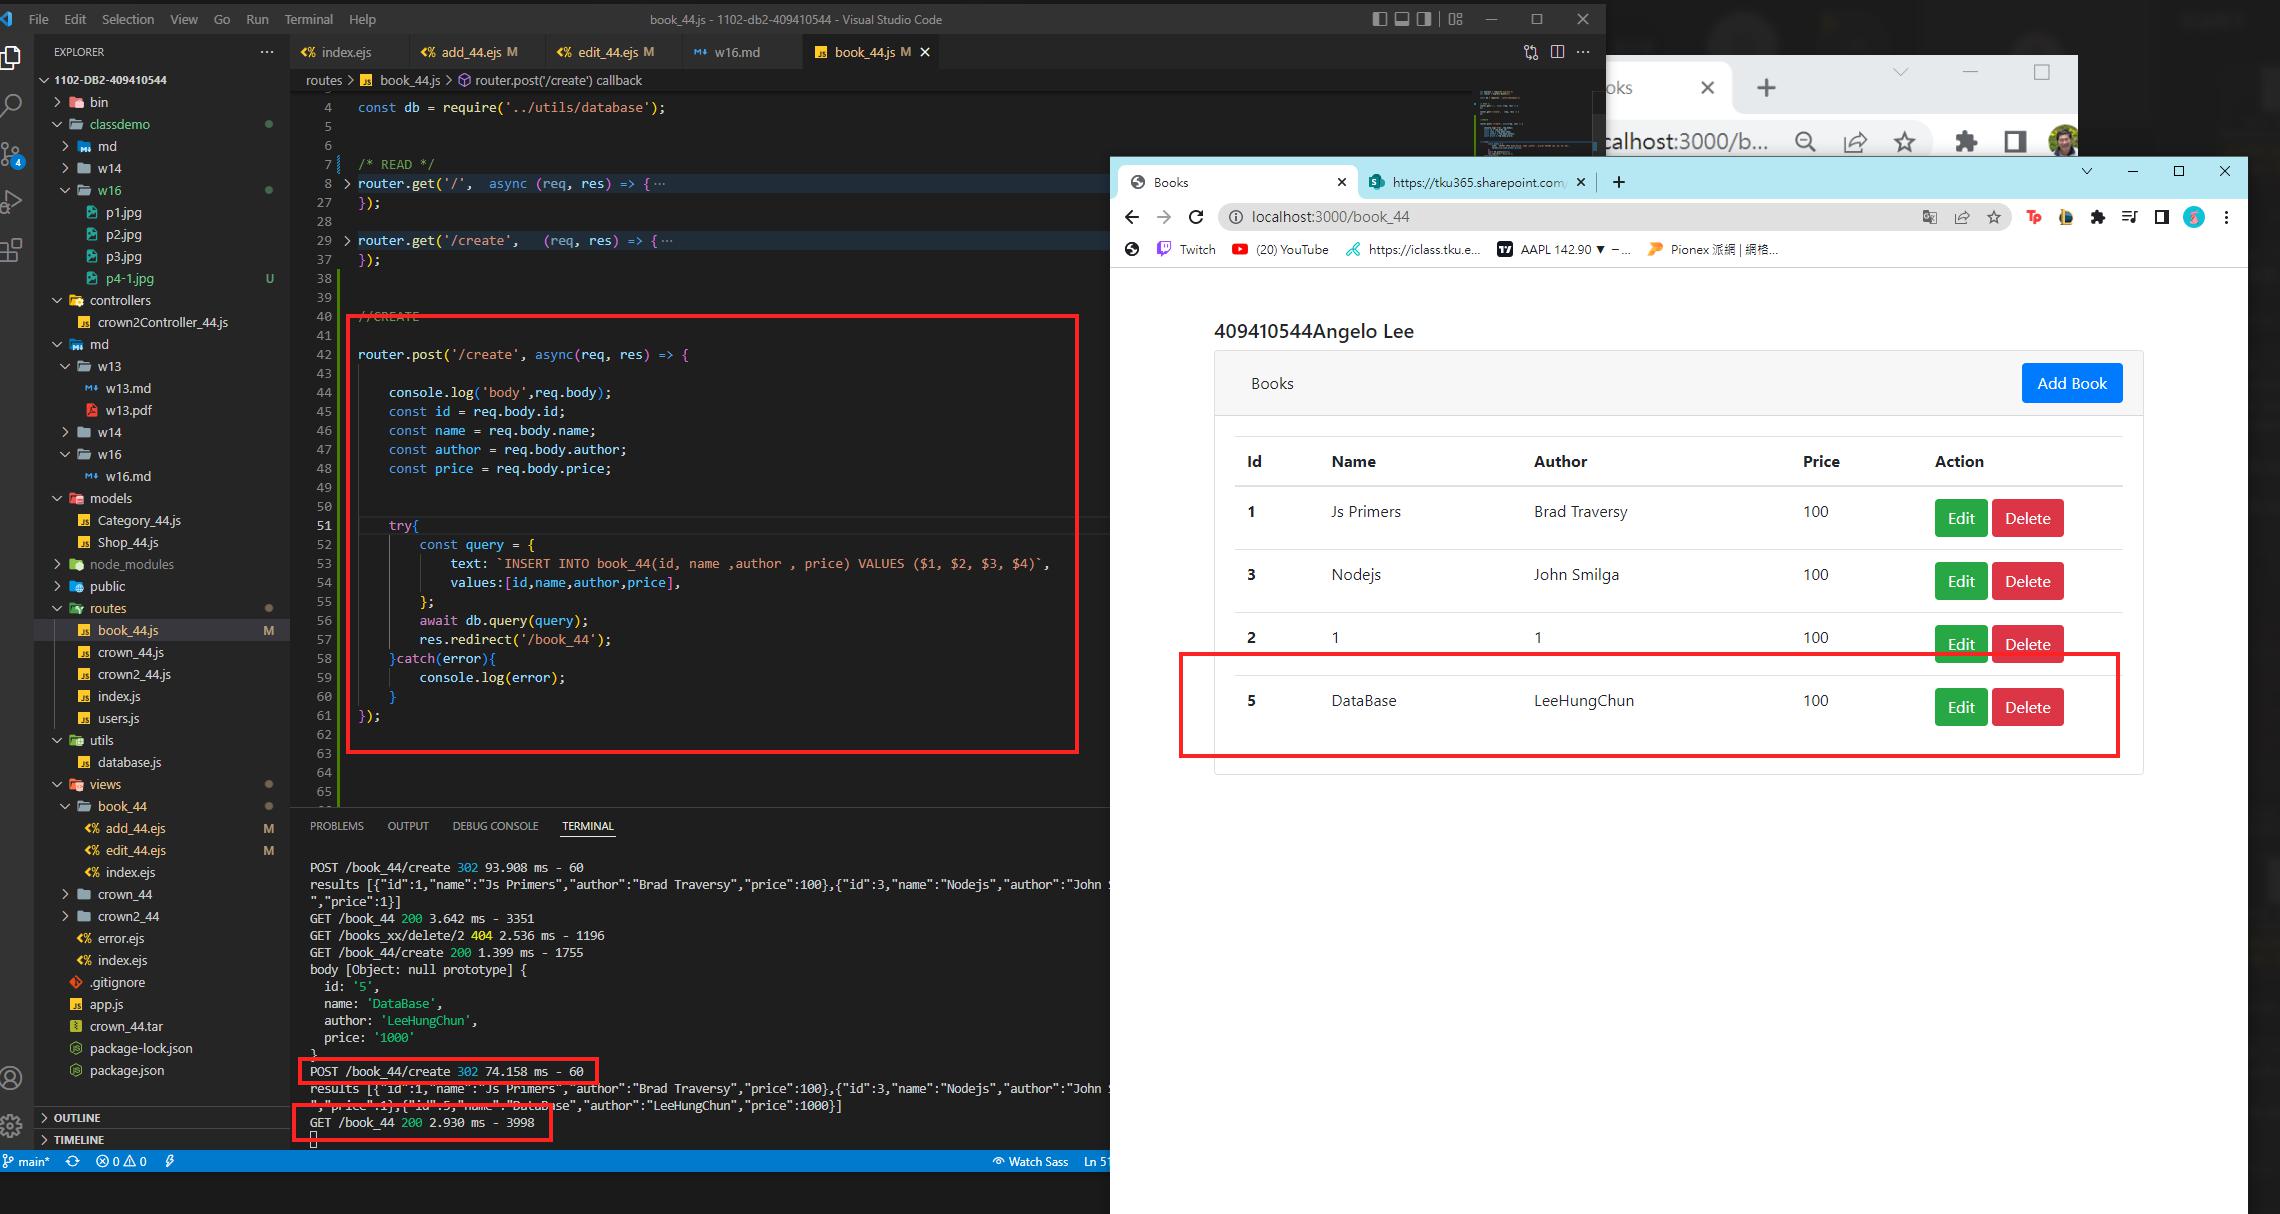 File Edit Selection View Go Run Terminal Help
book_44.js - 1102-db2-409410544 - Visual Studio Code
EXPLORER
1102-DB2-409410544
bin
classdemo
md
w14
w16
p1.jpg
p2.jpg
p3.jpg
p4-1.jpg U
controllers
crown2Controller_44.js
md
w13
w13.md
w13.pdf
w14
w16
w16.md
models
Category_44.js
Shop_44.js
node_modules
public
routes
book_44.js M
crown_44.js
crown2_44.js
index.js
users.js
utils
database.js
views
book_44
add_44.ejs M
edit_44.ejs M
index.ejs
crown_44
crown2_44
error.ejs
index.ejs
.gitignore
app.js
crown_44.tar
package-lock.json
package.json
OUTLINE
TIMELINE
index.ejs add_44.ejs M edit_44.ejs M w16.md book_44.js M
routes > book_44.js > router.post('/create') callback
4 const db = require('../utils/database');
5
6
7 /* READ */
8 router.get('/',  async (req, res) => {···
27 });
28
29 router.get('/create',   (req, res) => {···
37 });
38
39
40 //CREATE
41
42 router.post('/create', async(req, res) => {
43
44 console.log('body',req.body);
45 const id = req.body.id;
46 const name = req.body.name;
47 const author = req.body.author;
48 const price = req.body.price;
49
50
51 try{
52 const query = {
53 text: `INSERT INTO book_44(id, name ,author , price) VALUES ($1, $2, $3, $4)`,
54 values:[id,name,author,price],
55 };
56 await db.query(query);
57 res.redirect('/book_44');
58 }catch(error){
59 console.log(error);
60 }
61 });
62
63
64
65
PROBLEMS OUTPUT DEBUG CONSOLE TERMINAL
POST /book_44/create 302 93.908 ms - 60
results [{"id":1,"name":"Js Primers","author":"Brad Traversy","price":100},{"id":3,"name":"Nodejs","author":"John
","price":1}]
GET /book_44 200 3.642 ms - 3351
GET /books_xx/delete/2 404 2.536 ms - 1196
GET /book_44/create 200 1.399 ms - 1755
body [Object: null prototype] {
id: '5',
name: 'DataBase',
author: 'LeeHungChun',
price: '1000'
}
POST /book_44/create 302 74.158 ms - 60
results [{"id":1,"name":"Js Primers","author":"Brad Traversy","price":100},{"id":3,"name":"Nodejs","author":"John
","price":1},{"id":5,"name":"DataBase","author":"LeeHungChun","price":1000}]
GET /book_44 200 2.930 ms - 3998
main* 0 0 Watch Sass Ln 51
4
oks
calhost:3000/b...
Books https://tku365.sharepoint.com/
localhost:3000/book_44
Tp
Twitch (20) YouTube https://iclass.tku.e... AAPL 142.90 ▼ −... Pionex 派網 | 網格...
409410544Angelo Lee
Books Add Book
Id Name Author Price Action
1 Js Primers Brad Traversy 100 Edit Delete
3 Nodejs John Smilga 100 Edit Delete
2 1 1 100 Edit Delete
5 DataBase LeeHungChun 100 Edit Delete